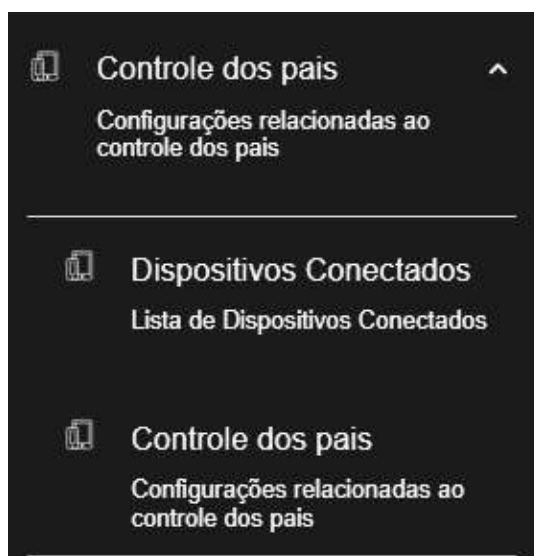 Controle dos pais
Configurações relacionadas ao
controle dos pais
Dispositivos Conectados
Lista de Dispositivos Conectados
Controle dos pais
Configurações relacionadas ao
controle dos pais